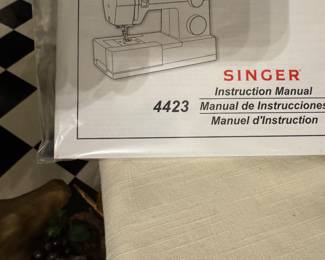 SINGER
Instruction Manual
4423 Manual de Instrucciones
Manuel d'Instruction